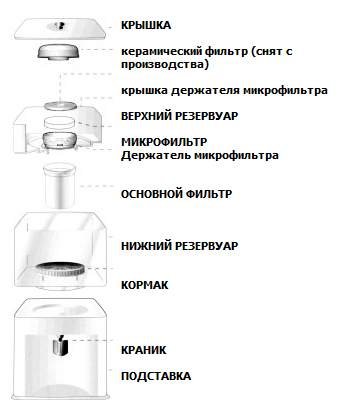 КРЫШКА
керамический фильтр (снят с
производства)
крышка держателя микрофильтра
ВЕРХНИЙ РЕЗЕРВУАР
МИКРОФИЛЬТР
Держатель микрофильтра
ОСНОВНОЙ ФИЛЬТР
НИЖНИЙ РЕЗЕРВУАР
КОРМАК
КРАНИК
ПОДСТАВКА